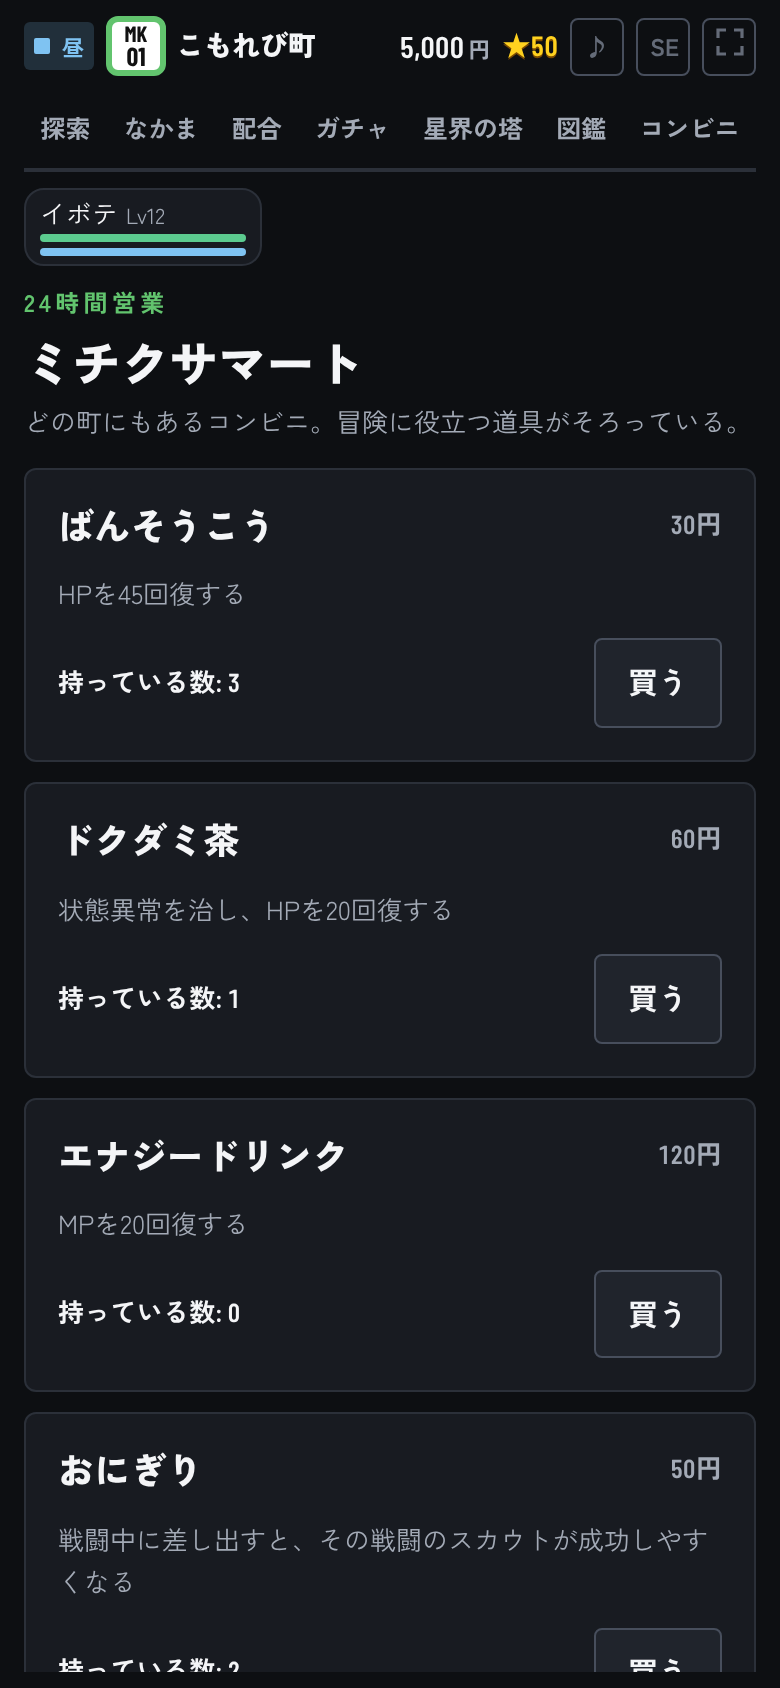 昼 MK 01 こもれび町 5,000 円 ★50 ♪ SE
探索 なかま 配合 ガチャ 星界の塔 図鑑 コンビニ
イボテ Lv12
24時間営業
ミチクサマート
どの町にもあるコンビニ。冒険に役立つ道具がそろっている。
ばんそうこう 30円
HPを45回復する
持っている数: 3 買う
ドクダミ茶 60円
状態異常を治し、HPを20回復する
持っている数: 1 買う
エナジードリンク 120円
MPを20回復する
持っている数: 0 買う
おにぎり 50円
戦闘中に差し出すと、その戦闘のスカウトが成功しやす
くなる
持っている数: 2 買う